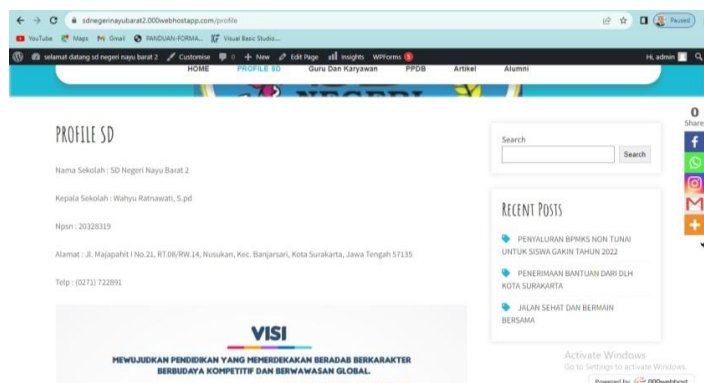 sdnegerinayubarat2.000webhostapp.com/profile
Paused
YouTube Maps Gmail PANDUAN-FORMA... Visual Basic Studio...
selamat datang sd negeri nayu barat 2 Customise 0 + New Edit Page Insights WPForms Hi, admin
HOME PROFILE SD Guru Dan Karyawan PPDB Artikel Alumni
NEGERI
PROFILE SD
Nama Sekolah : SD Negeri Nayu Barat 2
Kepala Sekolah : Wahyu Ratnawati, S.pd
Npsn : 20328319
Alamat : Jl. Majapahit I No.21, RT.08/RW.14, Nusukan, Kec. Banjarsari, Kota Surakarta, Jawa Tengah 57135
Telp : (0271) 722891
VISI
MEWUJUDKAN PENDIDIKAN YANG MEMERDEKAKAN BERADAB BERKARAKTER
BERBUDAYA KOMPETITIF DAN BERWAWASAN GLOBAL.
Search
Search
RECENT POSTS
PENYALURAN BPMKS NON TUNAI
UNTUK SISWA GAKIN TAHUN 2022
PENERIMAAN BANTUAN DARI DLH
KOTA SURAKARTA
JALAN SEHAT DAN BERMAIN
BERSAMA
0
Share
Activate Windows
Go to Settings to activate Windows.
Powered by 000webhost